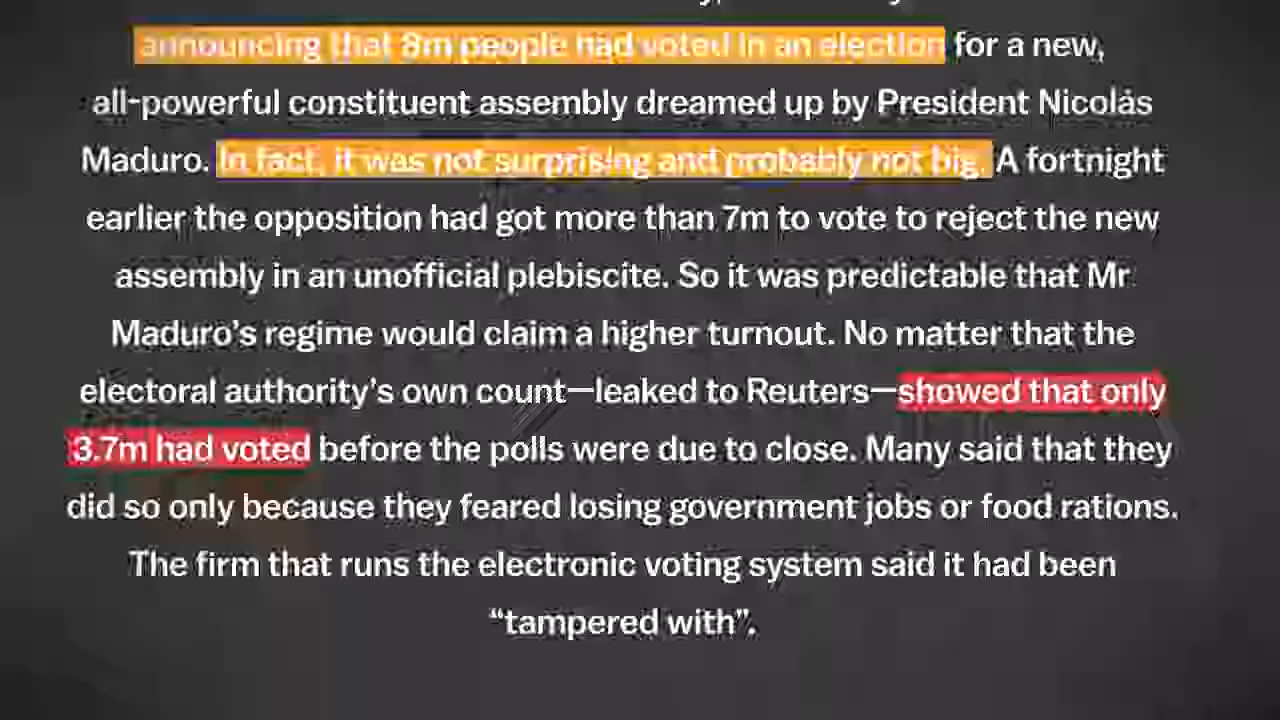 announcing that 8m people had voted in an election for a new,
all-powerful constituent assembly dreamed up by President Nicolás
Maduro. In fact, it was not surprising and probably not big. A fortnight
earlier the opposition had got more than 7m to vote to reject the new
assembly in an unofficial plebiscite. So it was predictable that Mr
Maduro’s regime would claim a higher turnout. No matter that the
electoral authority’s own count—leaked to Reuters—showed that only
3.7m had voted before the polls were due to close. Many said that they
did so only because they feared losing government jobs or food rations.
The firm that runs the electronic voting system said it had been
“tampered with”.